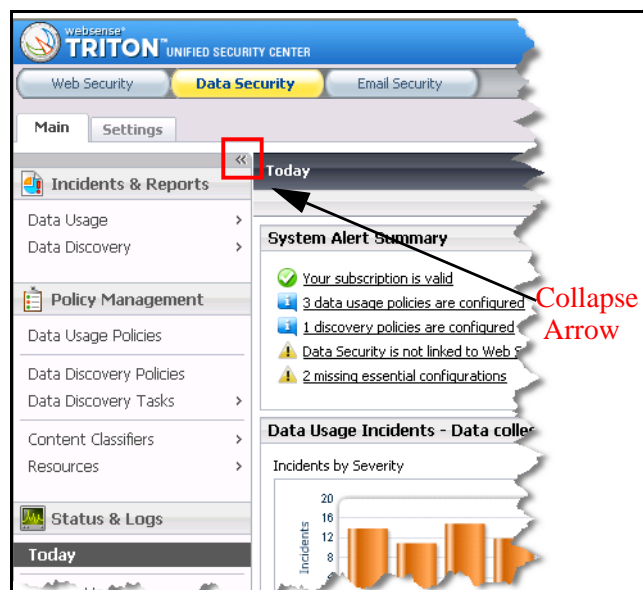 websense®
TRITON™ UNIFIED SECURITY CENTER
Web Security
Data Security
Email Security
Main
Settings
«
Incidents & Reports
Data Usage >
Data Discovery >
Policy Management
Data Usage Policies
Data Discovery Policies
Data Discovery Tasks >
Content Classifiers >
Resources >
Status & Logs
Today
Today
System Alert Summary
Your subscription is valid
3 data usage policies are configured
1 discovery policies are configured
Data Security is not linked to Web
2 missing essential configurations
Collapse
Arrow
Data Usage Incidents - Data
Incidents by Severity
Incidents
20
16
12
8